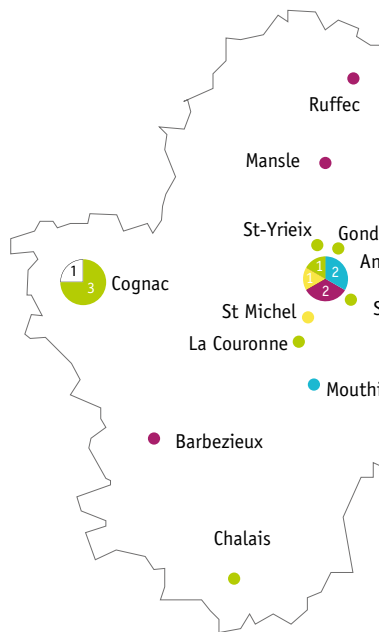 Ruffec
Mansle
St-Yrieix
Gond
An
1
2
1
2
1
3
Cognac
S
St Michel
La Couronne
Mouthi
Barbezieux
Chalais